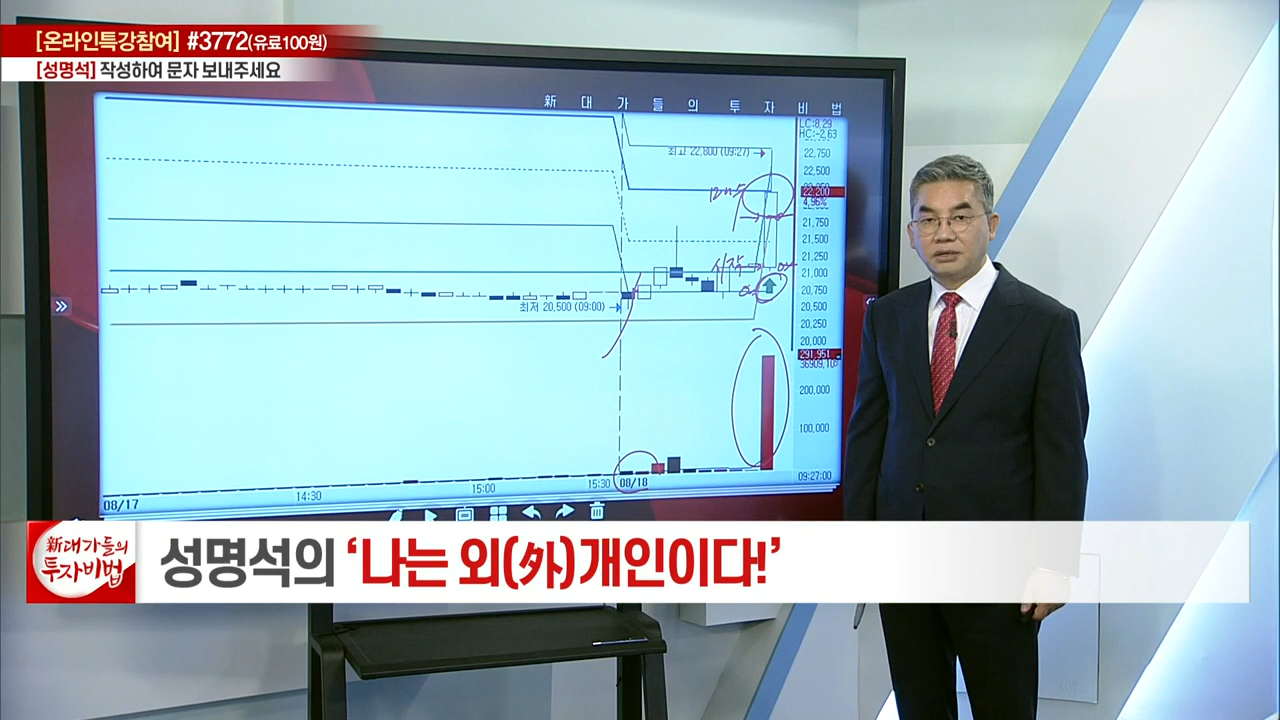 [온라인특강참여] #3772(유료100원)
[성명석] 작성하여 문자 보내주세요
新 대 가 들 의 투 자 비 법
LC:8,29
HC:-2,63
최고 22,800 (09:27)
22,750
22,500
22,200
4,96%
21,750
21,500
21,250
시작
21,000
20,750
최저 20,500 (09:00)
20,500
20,250
20,000
291,951
200,000
100,000
08/17
14:30
15:00
15:30
08/18
09:27:00
新대가들의
투자비법
성명석의 '나는 외(外)개인이다!'